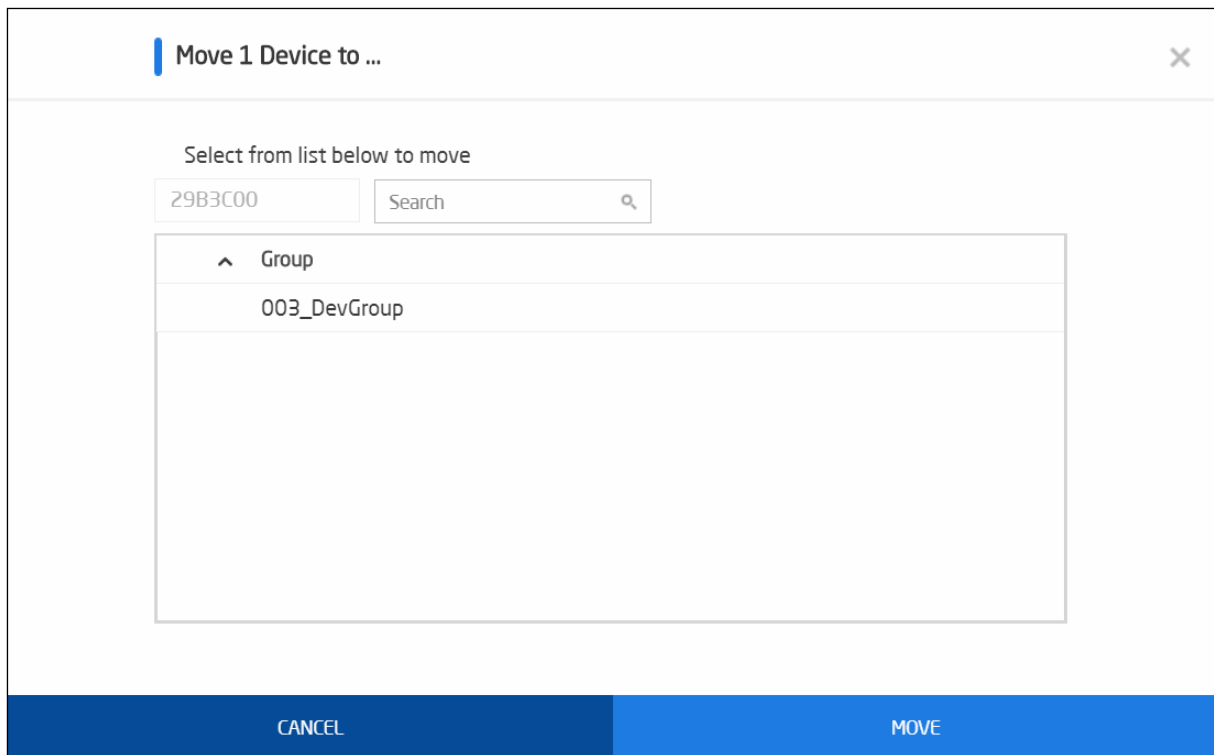 Move 1 Device to ...
Select from list below to move
29B3C00
Search
Group
003_DevGroup
CANCEL
MOVE